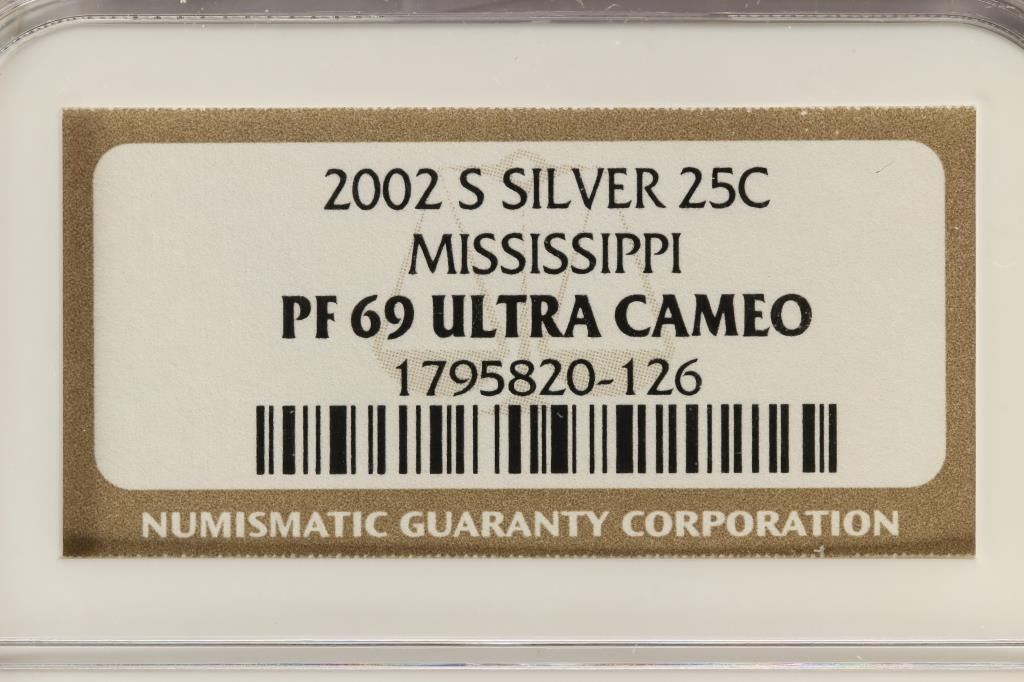 2002 S SILVER 25C
MISSISSIPPI
PF 69 ULTRA CAMEO
1795820-126
NUMISMATIC GUARANTY CORPORATION